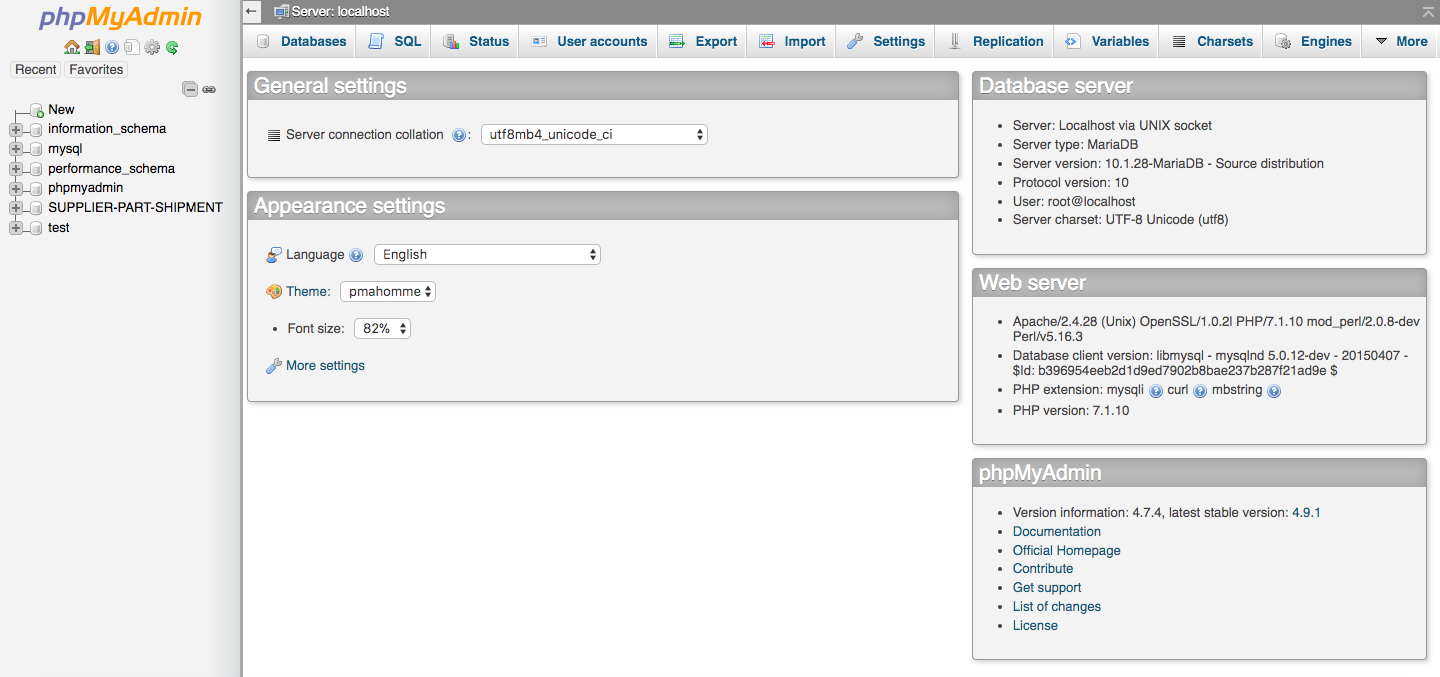 phpMyAdmin
Recent Favorites
New
information_schema
mysql
performance_schema
phpmyadmin
SUPPLIER-PART-SHIPMENT
test
Server: localhost
Databases SQL Status User accounts Export Import Settings Replication Variables Charsets Engines More
General settings
Server connection collation : utf8mb4_unicode_ci
Appearance settings
Language English
Theme: pmahomme
Font size: 82%
More settings
Database server
Server: Localhost via UNIX socket
Server type: MariaDB
Server version: 10.1.28-MariaDB - Source distribution
Protocol version: 10
User: root@localhost
Server charset: UTF-8 Unicode (utf8)
Web server
Apache/2.4.28 (Unix) OpenSSL/1.0.2l PHP/7.1.10 mod_perl/2.0.8-dev
Perl/v5.16.3
Database client version: libmysql - mysqlnd 5.0.12-dev - 20150407 -
$Id: b396954eeb2d1d9ed7902b8bae237b287f21ad9e $
PHP extension: mysqli curl mbstring
PHP version: 7.1.10
phpMyAdmin
Version information: 4.7.4, latest stable version: 4.9.1
Documentation
Official Homepage
Contribute
Get support
List of changes
License